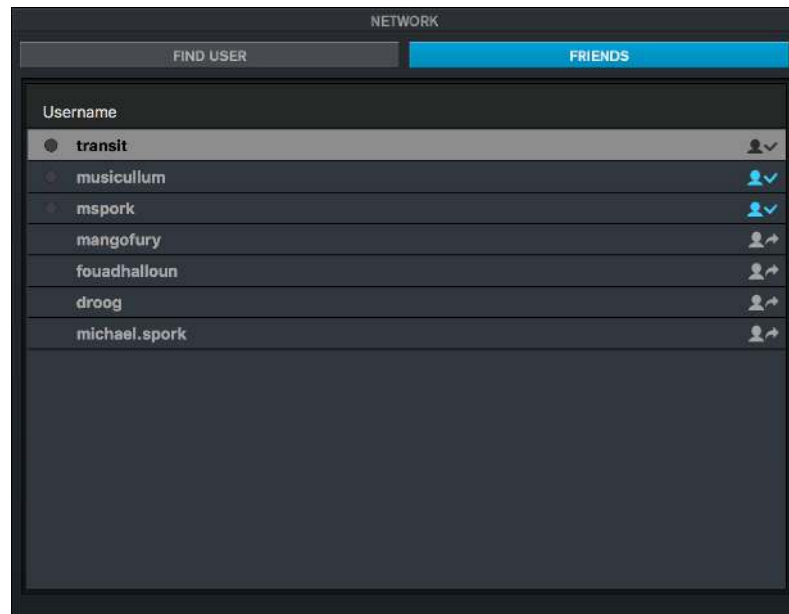 NETWORK
FIND USER FRIENDS
Username
transit
musicullum
mspork
mangofury
fouadhalloun
droog
michael.spork